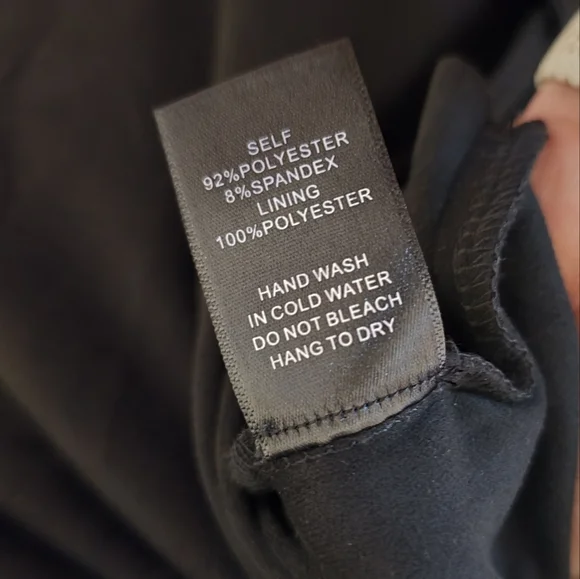 SELF
92%POLYESTER
8%SPANDEX
LINING
100%POLYESTER
HAND WASH
IN COLD WATER
DO NOT BLEACH
HANG TO DRY